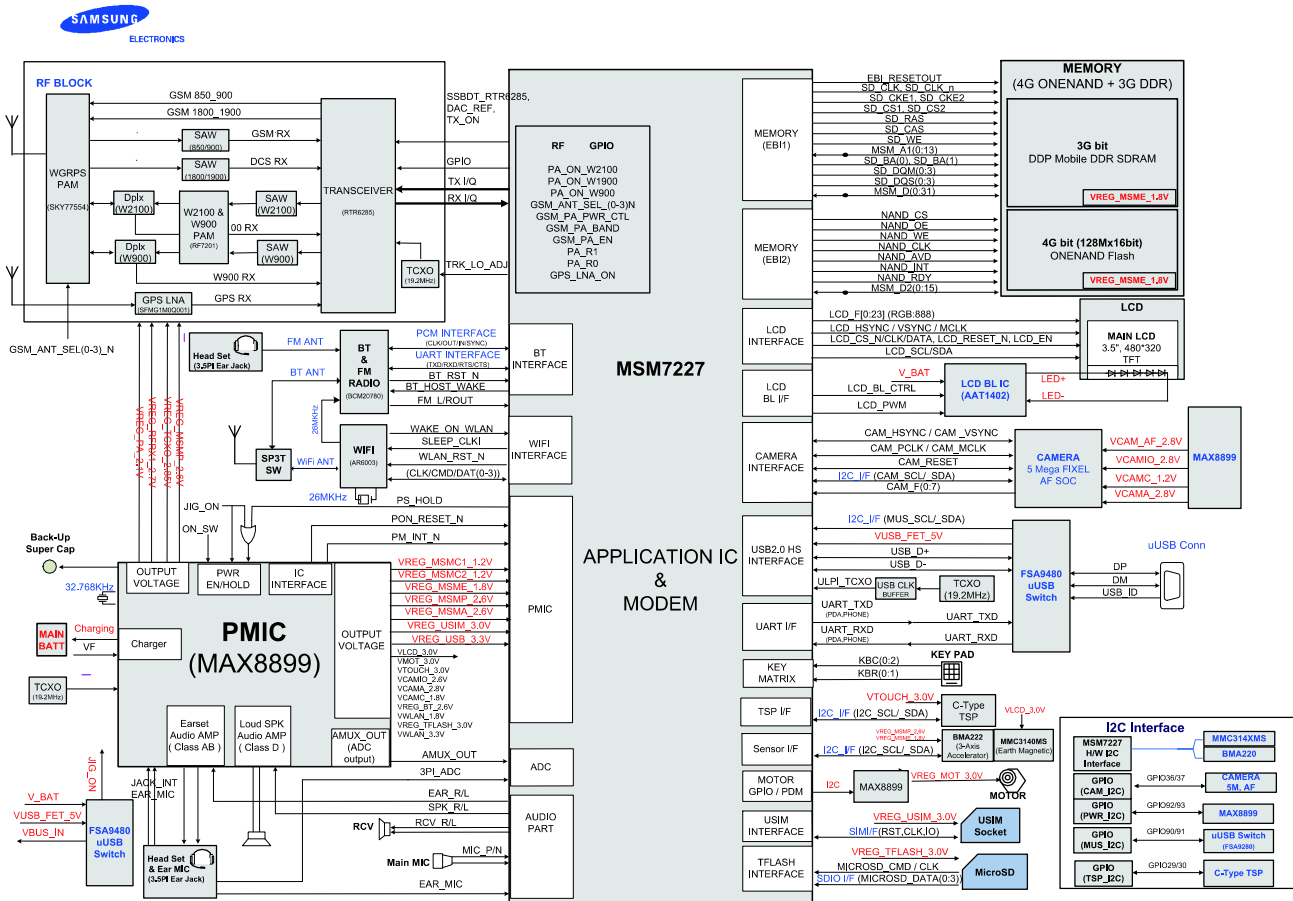 SAMSUNG
ELECTRONICS
RF BLOCK
GSM 850_900
GSM 1800_1900
SAW
(850/900)
GSM RX
SAW
(1800/1900)
DCS RX
WGRPS
PAM
(SKY77554)
Dplx
(W2100)
W2100 &
W900
PAM
(RF7201)
SAW
(W2100)
00 RX
Dplx
(W900)
SAW
(W900)
W900 RX
GPS LNA
(SFMG1M0Q001)
GPS RX
TRANSCEIVER
(RTR6285)
TCXO
(19.2MHz)
SSBDT_RTR6285,
DAC_REF,
TX_ON
GPIO
TX I/Q
RX I/Q
TRK_LO_ADJ
GSM_ANT_SEL(0-3)_N
RF GPIO
PA_ON_W2100
PA_ON_W1900
PA_ON_W900
GSM_ANT_SEL_(0-3)N
GSM_PA_PWR_CTL
GSM_PA_BAND
GSM_PA_EN
PA_R1
PA_R0
GPS_LNA_ON
MSM7227
APPLICATION IC
&
MODEM
MEMORY
(EBI1)
EBI_RESETOUT
SD_CLK, SD_CLK_n
SD_CKE1, SD_CKE2
SD_CS1, SD_CS2
SD_RAS
SD_CAS
SD_WE
MSM_A1(0:13)
SD_BA(0), SD_BA(1)
SD_DQM(0:3)
SD_DQS(0:3)
MSM_D(0:31)
MEMORY
(4G ONENAND + 3G DDR)
3G bit
DDP Mobile DDR SDRAM
VREG_MSME_1.8V
MEMORY
(EBI2)
NAND_CS
NAND_OE
NAND_WE
NAND_CLK
NAND_AVD
NAND_INT
NAND_RDY
MSM_D2(0:15)
4G bit (128Mx16bit)
ONENAND Flash
VREG_MSME_1.8V
LCD
INTERFACE
LCD_F[0:23] (RGB:888)
LCD_HSYNC / VSYNC / MCLK
LCD_CS_N/CLK/DATA, LCD_RESET_N, LCD_EN
LCD_SCL/SDA
LCD
MAIN LCD
3.5", 480*320
TFT
LCD
BL I/F
V_BAT
LCD_BL_CTRL
LCD_PWM
LCD BL IC
(AAT1402)
LED+
LED-
CAMERA
INTERFACE
CAM_HSYNC / CAM _VSYNC
CAM_PCLK / CAM_MCLK
CAM_RESET
I2C_I/F (CAM_SCL/_SDA)
CAM_F(0:7)
CAMERA
5 Mega FIXEL
AF SOC
VCAM_AF_2.8V
VCAMIO_2.8V
VCAMC_1.2V
VCAMA_2.8V
MAX8899
Head Set
(3.5PI Ear Jack)
FM ANT
BT ANT
BT
&
FM
RADIO
(BCM20780)
PCM INTERFACE
(CLK/OUT/IN/SYNC)
UART INTERFACE
(TXD/RXD/RTS/CTS)
BT_RST_N
BT_HOST_WAKE
FM_L/ROUT
BT
INTERFACE
26MKHz
SP3T
SW
WiFi ANT
WIFI
(AR6003)
26MKHz
WAKE_ON_WLAN
SLEEP_CLKI
WLAN_RST_N
(CLK/CMD/DAT(0-3))
WIFI
INTERFACE
VREG_PA_2.1V
VREG_RFRX1_2.7V
VREG_TCXO_2.85V
VREG_MSMP_2.6V
JIG_ON
ON_SW
PS_HOLD
PON_RESET_N
PM_INT_N
Back-Up
Super Cap
32.768KHz
MAIN
BATT
Charging
VF
TCXO
(19.2MHz)
OUTPUT
VOLTAGE
PWR
EN/HOLD
IC
INTERFACE
Charger
PMIC
(MAX8899)
OUTPUT
VOLTAGE
VREG_MSMC1_1.2V
VREG_MSMC2_1.2V
VREG_MSME_1.8V
VREG_MSMP_2.6V
VREG_MSMA_2.6V
VREG_USIM_3.0V
VREG_USB_3.3V
VLCD_3.0V
VMOT_3.0V
VTOUCH_3.0V
VCAMIO_2.6V
VCAMA_2.8V
VCAMC_1.8V
VREG_BT_2.6V
VWLAN_1.8V
VREG_TFLASH_3.0V
VWLAN_3.3V
PMIC
Earset
Audio AMP
( Class AB )
Loud SPK
Audio AMP
( Class D )
AMUX_OUT
(ADC
output)
AMUX_OUT
3PI_ADC
ADC
JIG_ON
V_BAT
VUSB_FET_5V
VBUS_IN
FSA9480
uUSB
Switch
JACK_INT
EAR_MIC
Head Set
& Ear MIC
(3.5PI Ear Jack)
EAR_R/L
SPK_R/L
RCV
RCV_R/L
Main MIC
MIC_P/N
EAR_MIC
AUDIO
PART
USB2.0 HS
INTERFACE
I2C_I/F (MUS_SCL/_SDA)
VUSB_FET_5V
USB_D+
USB_D-
ULPI_TCXO
USB CLK
BUFFER
TCXO
(19.2MHz)
FSA9480
uUSB
Switch
uUSB Conn
DP
DM
USB_ID
UART I/F
UART_TXD
(PDA,PHONE)
UART_TXD
UART_RXD
(PDA,PHONE)
UART_RXD
KEY
MATRIX
KBC(0:2)
KBR(0:1)
KEY PAD
TSP I/F
VTOUCH_3.0V
I2C_I/F (I2C_SCL/_SDA)
C-Type
TSP
VLCD_3.0V
Sensor I/F
VREG_MSMP_2.6V
VREG_MSME_1.8V
I2C_I/F (I2C_SCL/_SDA)
BMA222
(3-Axis
Accelerator)
MMC3140MS
(Earth Magnetic)
MOTOR
GPIO / PDM
I2C
MAX8899
VREG_MOT_3.0V
MOTOR
USIM
INTERFACE
VREG_USIM_3.0V
SIMI/F(RST,CLK,IO)
USIM
Socket
TFLASH
INTERFACE
VREG_TFLASH_3.0V
MICROSD_CMD / CLK
SDIO I/F (MICROSD_DATA(0:3))
MicroSD
I2C Interface
MSM7227
H/W I2C
Interface
MMC314XMS
BMA220
GPIO
(CAM_I2C)
GPIO36/37
CAMERA
5M, AF
GPIO
(PWR_I2C)
GPIO92/93
MAX8899
GPIO
(MUS_I2C)
GPIO90/91
uUSB Switch
(FSA9280)
GPIO
(TSP_I2C)
GPIO29/30
C-Type TSP